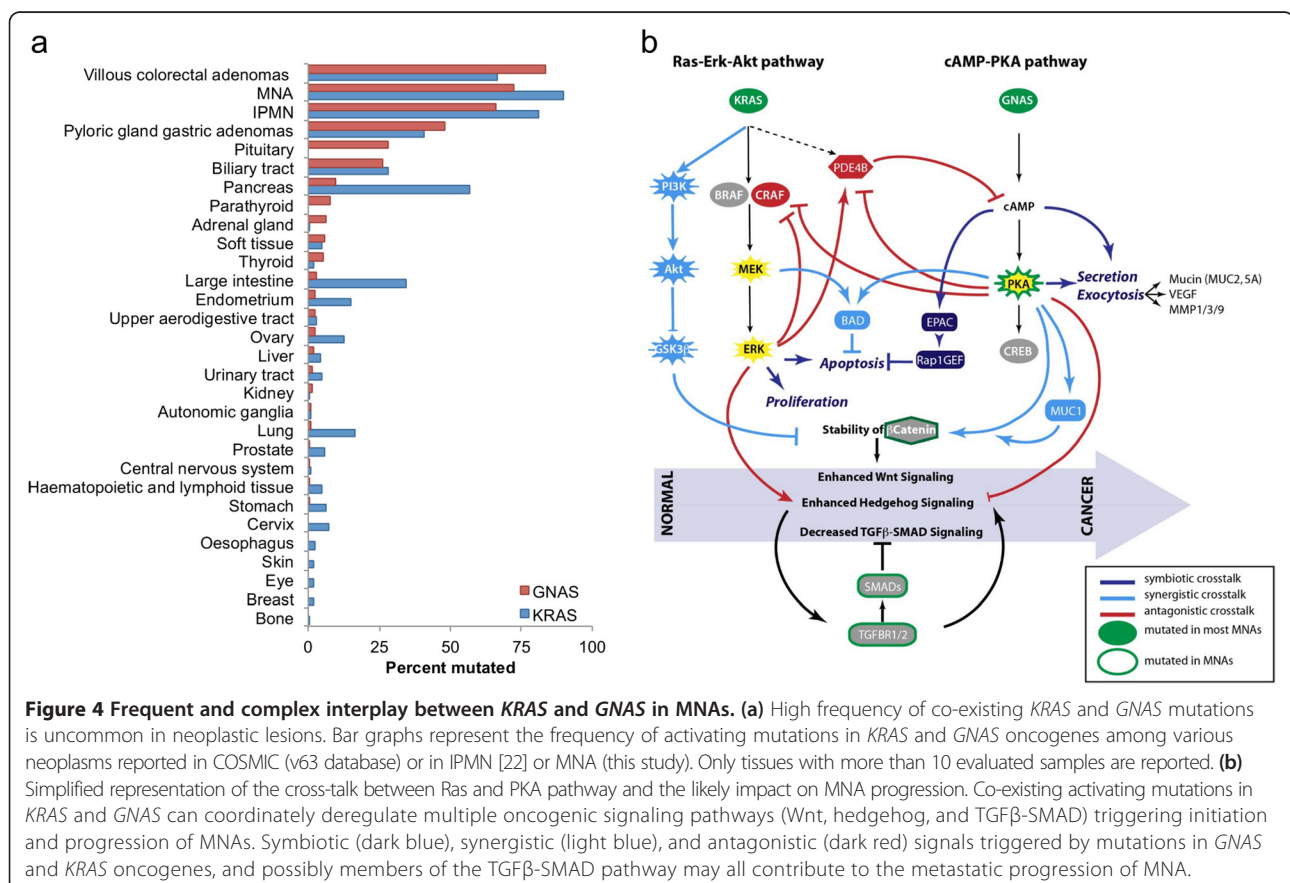 a
Villous colorectal adenomas
MNA
IPMN
Pyloric gland gastric adenomas
Pituitary
Biliary tract
Pancreas
Parathyroid
Adrenal gland
Soft tissue
Thyroid
Large intestine
Endometrium
Upper aerodigestive tract
Ovary
Liver
Urinary tract
Kidney
Autonomic ganglia
Lung
Prostate
Central nervous system
Haematopoietic and lymphoid tissue
Stomach
Cervix
Oesophagus
Skin
Eye
Breast
Bone
GNAS
KRAS
0 25 50 75 100
Percent mutated
b
Ras-Erk-Akt pathway
cAMP-PKA pathway
KRAS
GNAS
PI3K
BRAF
CRAF
PDE4B
cAMP
Akt
MEK
PKA
Secretion
Exocytosis
Mucin (MUC2, 5A)
VEGF
MMP1/3/9
BAD
EPAC
GSK3β
ERK
Apoptosis
Rap1GEF
CREB
Proliferation
MUC1
Stability of βCatenin
NORMAL
Enhanced Wnt Signaling
Enhanced Hedgehog Signaling
Decreased TGFβ-SMAD Signaling
CANCER
SMADs
TGFBR1/2
symbiotic crosstalk
synergistic crosstalk
antagonistic crosstalk
mutated in most MNAs
mutated in MNAs
Figure 4 Frequent and complex interplay between KRAS and GNAS in MNAs. (a) High frequency of co-existing KRAS and GNAS mutations
is uncommon in neoplastic lesions. Bar graphs represent the frequency of activating mutations in KRAS and GNAS oncogenes among various
neoplasms reported in COSMIC (v63 database) or in IPMN [22] or MNA (this study). Only tissues with more than 10 evaluated samples are reported. (b)
Simplified representation of the cross-talk between Ras and PKA pathway and the likely impact on MNA progression. Co-existing activating mutations in
KRAS and GNAS can coordinately deregulate multiple oncogenic signaling pathways (Wnt, hedgehog, and TGFβ-SMAD) triggering initiation
and progression of MNAs. Symbiotic (dark blue), synergistic (light blue), and antagonistic (dark red) signals triggered by mutations in GNAS
and KRAS oncogenes, and possibly members of the TGFβ-SMAD pathway may all contribute to the metastatic progression of MNA.